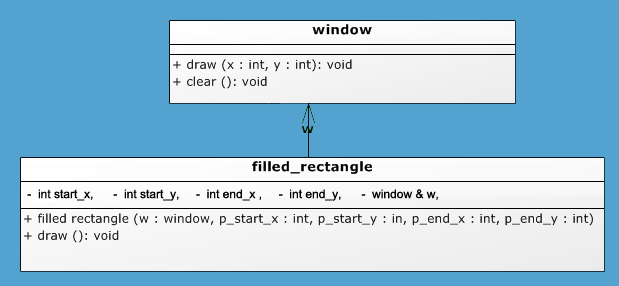 window
+ draw (x : int, y : int): void
+ clear (): void
w
filled_rectangle
- int start_x, - int start_y, - int end_x , - int end_y, - window & w,
+ filled rectangle (w : window, p_start_x : int, p_start_y : in, p_end_x : int, p_end_y : int)
+ draw (): void